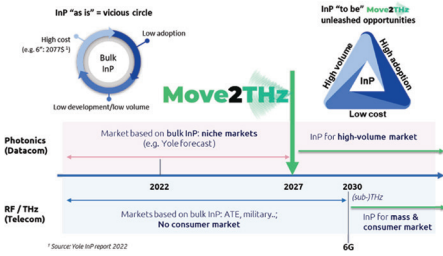 InP "as is" = vicious circle
High cost
(e.g. 6": 2077$ ¹)
Low adoption
Bulk
InP
Low development/low volume
Move2THz
InP "to be" Move2THz
unleashed opportunities
High volume
High adoption
InP
Low cost
Photonics
(Datacom)
Market based on bulk InP: niche markets
(e.g. Yole forecast)
InP for high-volume market
2022
2027
2030
RF / THz
(Telecom)
Markets based on bulk InP: ATE, military..;
No consumer market
(sub-)THz
InP for mass &
consumer market
6G
¹ Source: Yole InP report 2022